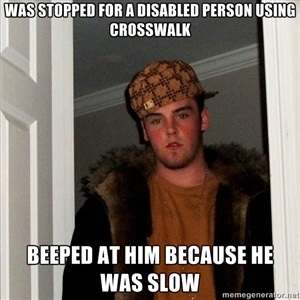 WAS STOPPED FOR A DISABLED PERSON USING
CROSSWALK
BEEPED AT HIM BECAUSE HE
WAS SLOW
memegenerator.net